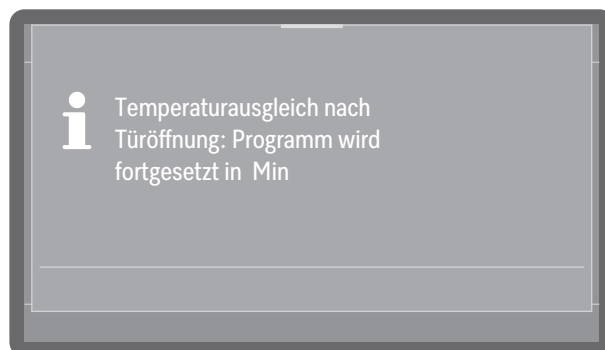 Temperaturausgleich nach
Türöffnung: Programm wird
fortgesetzt in  Min